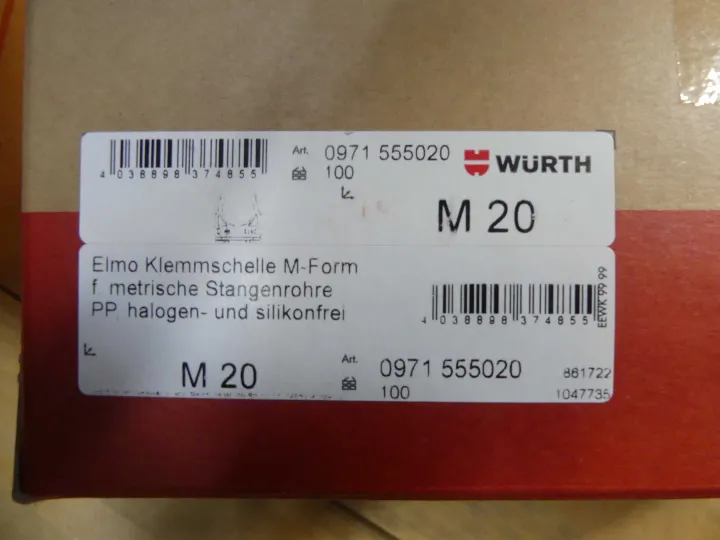 4 038898 374855
Art. 0971 555020
100
WÜRTH
M 20
Elmo Klemmschelle M-Form
f. metrische Stangenrohre
PP, halogen- und silikonfrei
4 038898 374855
EEWK 99 99
M 20
Art. 0971 555020
100
861722
1047735